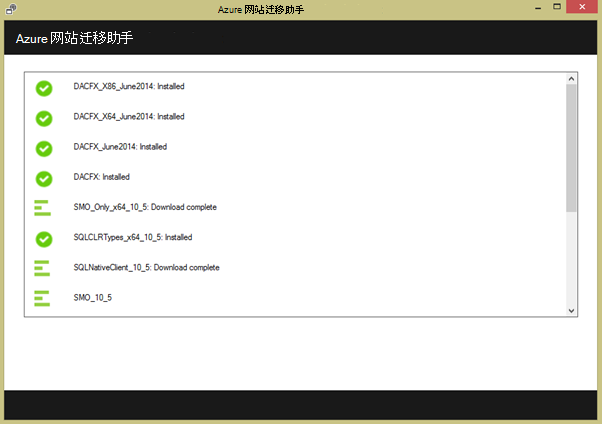 Azure 网站迁移助手
Azure 网站迁移助手
DACFX_X86_June2014: Installed
DACFX_X64_June2014: Installed
DACFX_June2014: Installed
DACFX: Installed
SMO_Only_x64_10_5: Download complete
SQLCLRTypes_x64_10_5: Installed
SQLNativeClient_10_5: Download complete
SMO_10_5